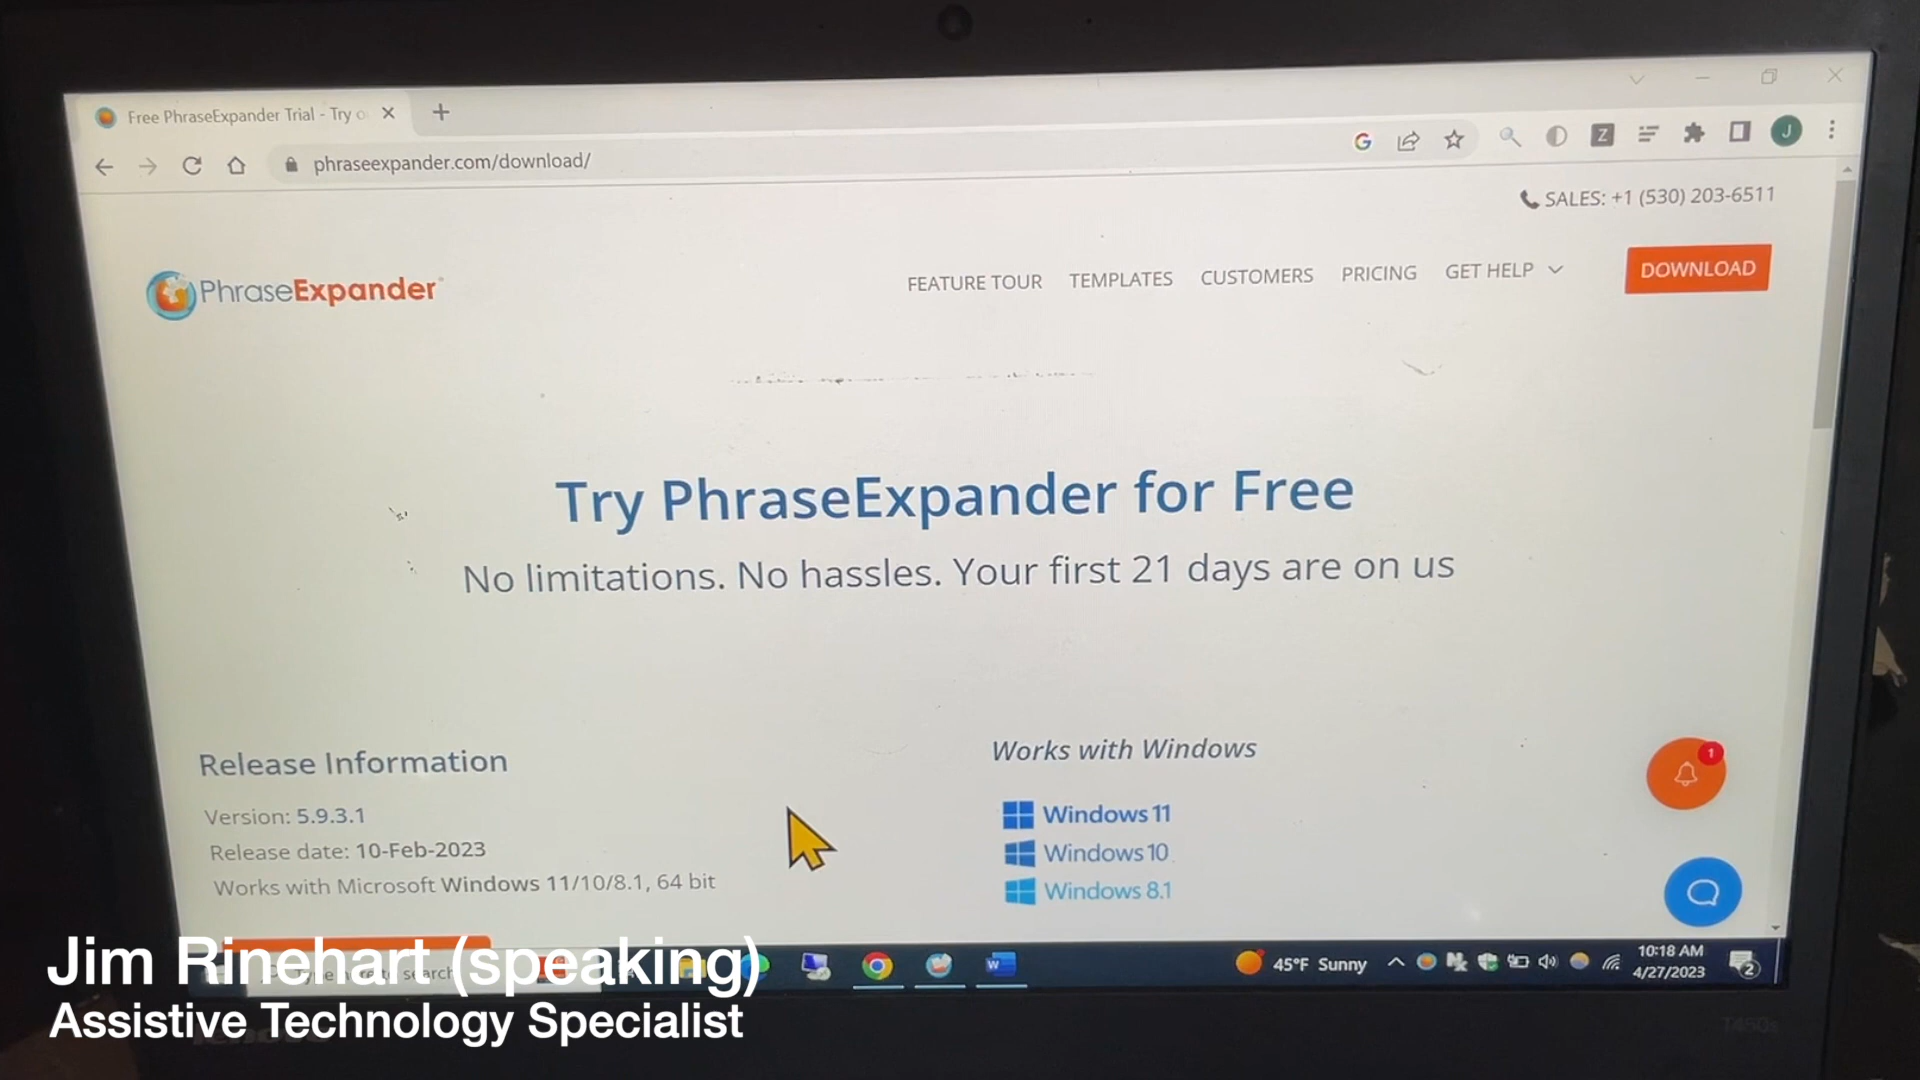 Free PhraseExpander Trial - Try o
phraseexpander.com/download/
Z
J
SALES: +1 (530) 203-6511
PhraseExpander
FEATURE TOUR TEMPLATES CUSTOMERS PRICING GET HELP DOWNLOAD
Try PhraseExpander for Free
No limitations. No hassles. Your first 21 days are on us
Release Information
Version: 5.9.3.1
Release date: 10-Feb-2023
Works with Microsoft Windows 11/10/8.1, 64 bit
Works with Windows
Windows 11
Windows 10
Windows 8.1
1
Jim Rinehart (speaking)
Assistive Technology Specialist
45°F Sunny
10:18 AM
4/27/2023
2